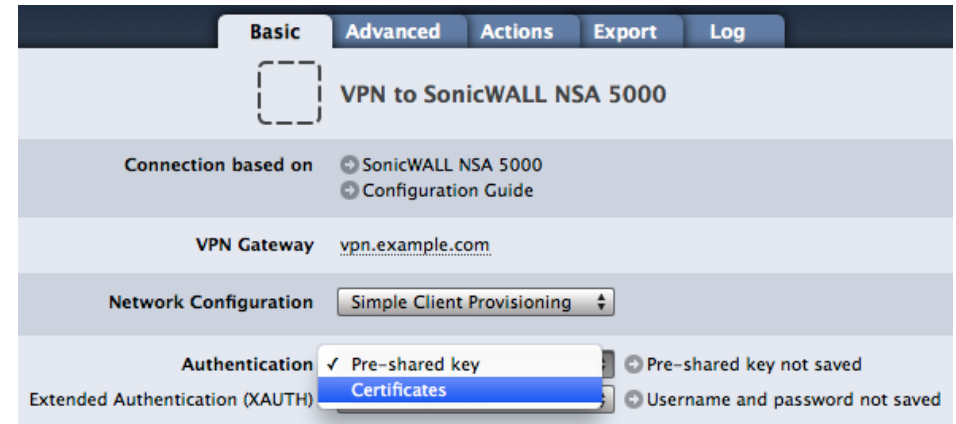 Basic Advanced Actions Export Log
VPN to SonicWALL NSA 5000
Connection based on SonicWALL NSA 5000
Configuration Guide
VPN Gateway vpn.example.com
Network Configuration Simple Client Provisioning
Authentication ✓ Pre-shared key Pre-shared key not saved
Certificates
Extended Authentication (XAUTH) Username and password not saved